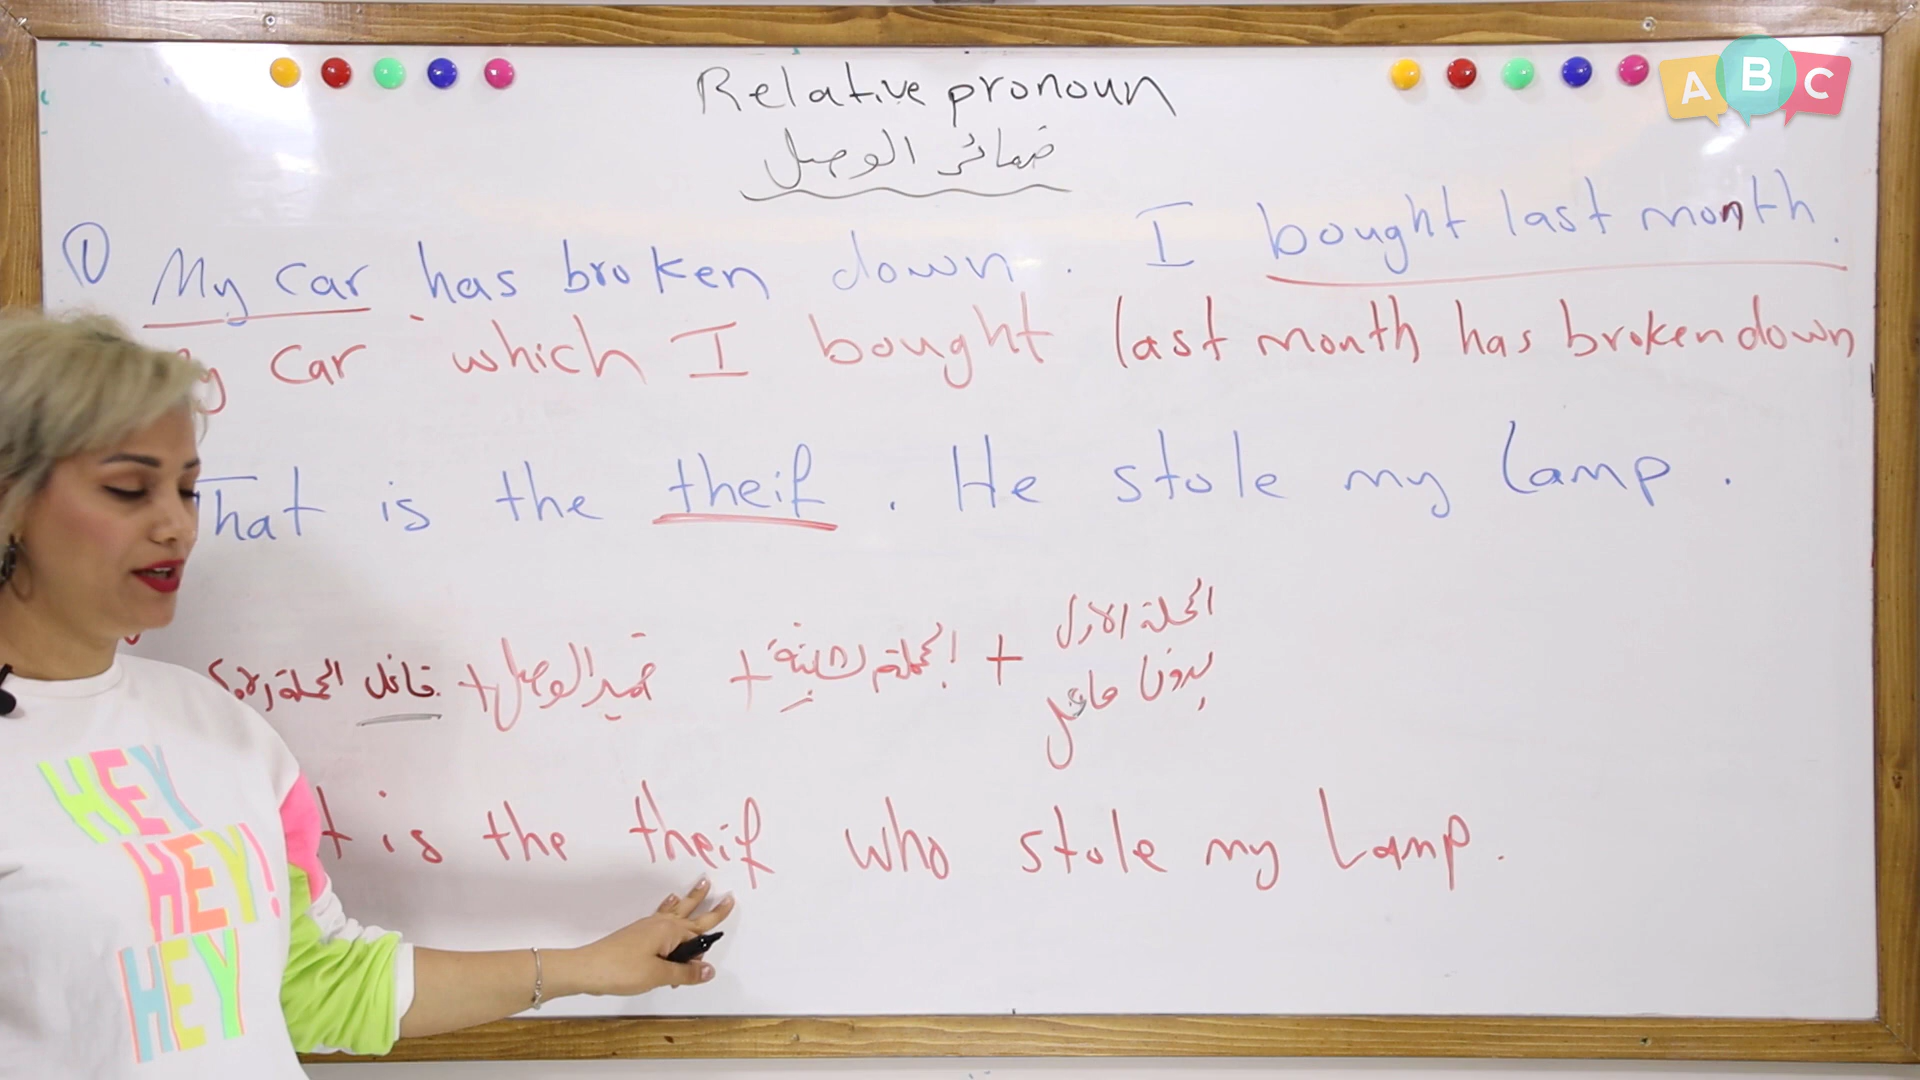 A B C
Relative pronoun
ضمائر الوصل
① My car has broken down. I bought last month.
car which I bought last month has broken down
That is the theif. He stole my Lamp.
الجملة الاولى + الجملة الثانية + ضمير الوصل + فاعل الجملة
بدون فاعل
is the theif who stole my Lamp.
HEY
HEY!
HEY